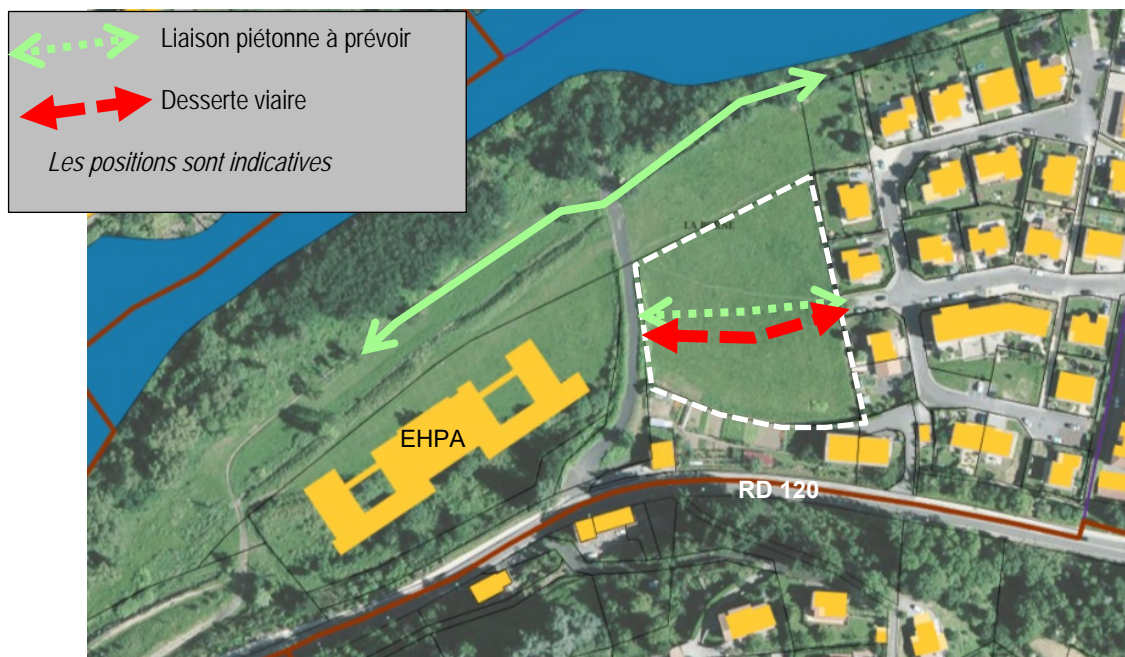 Liaison piétonne à prévoir
Desserte viaire
Les positions sont indicatives
EHPA
RD 120